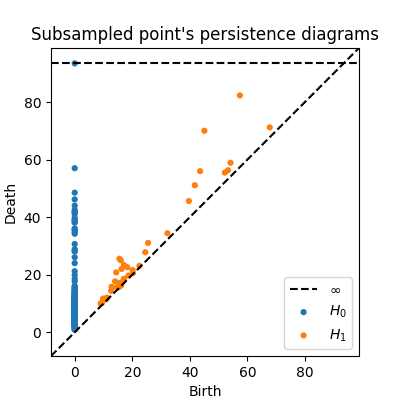 Subsampled point's persistence diagrams
Death
80
60
40
20
0
0 20 40 60 80
Birth
∞
H₀
H₁